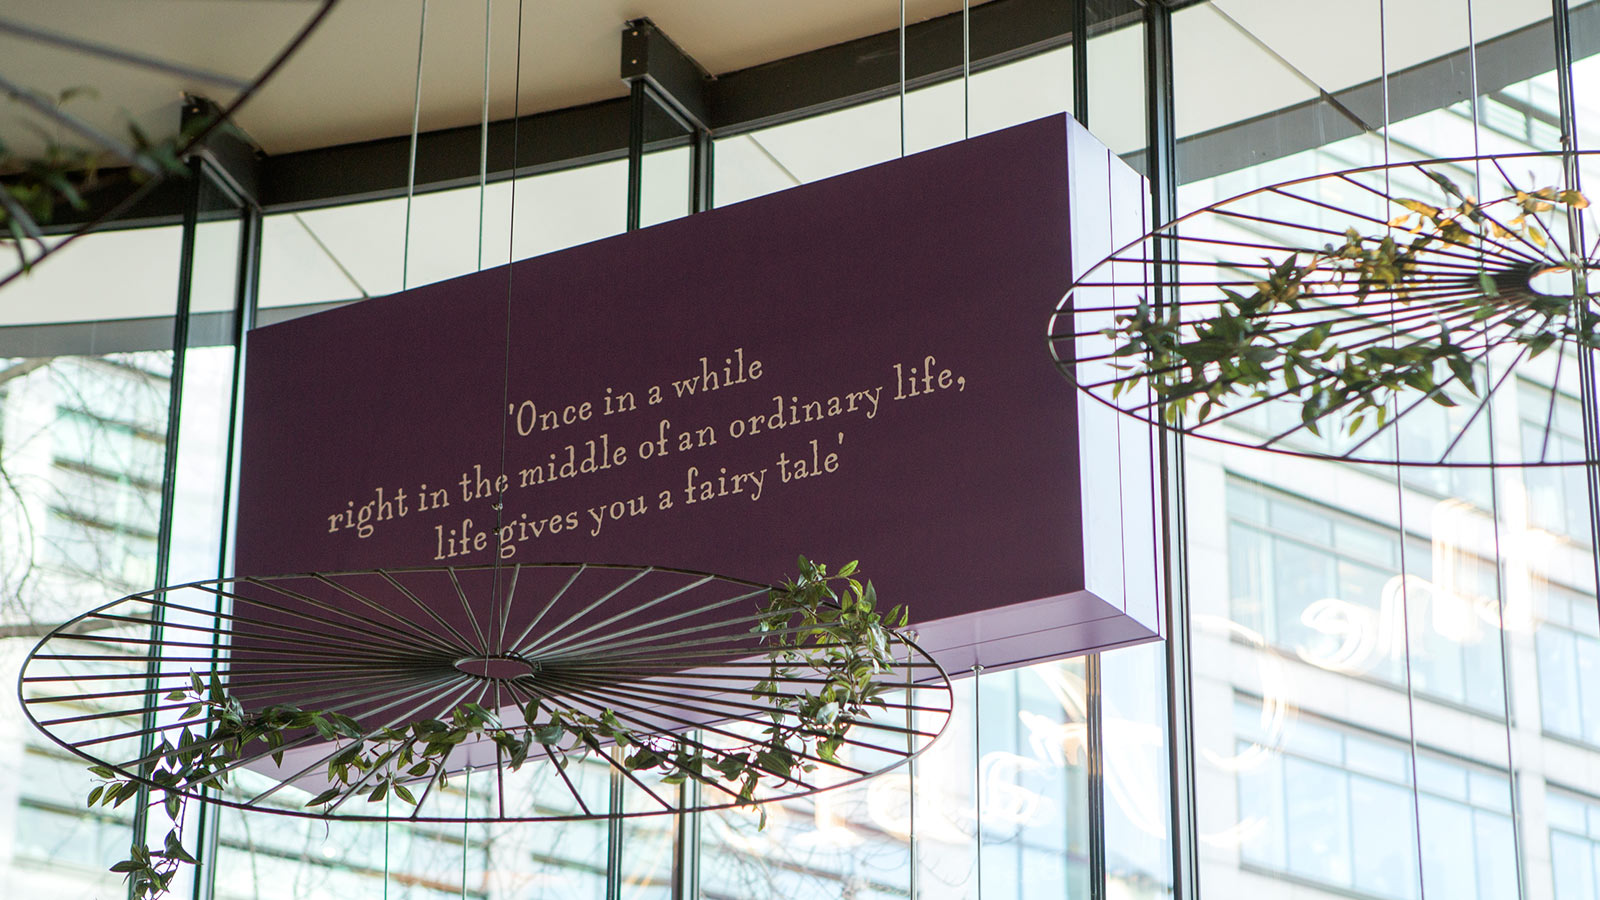 'Once in a while
right in the middle of an ordinary life,
life gives you a fairy tale'